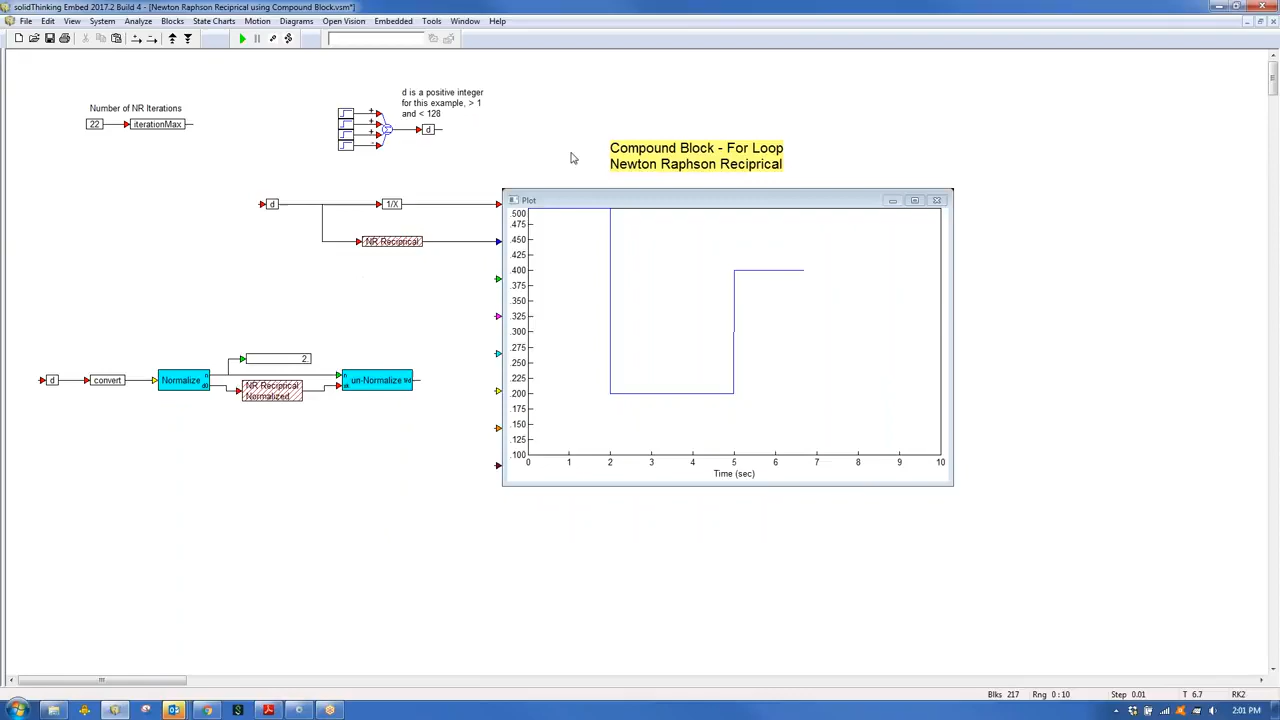 solidThinking Embed 2017.2 Build 4 - [Newton Raphson Reciprical using Compound Block.vsm*]
File Edit View System Analyze Blocks State Charts Motion Diagrams Open Vision Embedded Tools Window Help
Number of NR Iterations
22 iterationMax
d is a positive integer
for this example, > 1
and < 128
+
+
+
-
d
Compound Block - For Loop
Newton Raphson Reciprical
d 1/X
NR Reciprical
Plot
.500
.475
.450
.425
.400
.375
.350
.325
.300
.275
.250
.225
.200
.175
.150
.125
.100
0 1 2 3 4 5 6 7 8 9 10
Time (sec)
2.
d convert Normalize n d0
NR Reciprical
Normalized
n un-Normalize
Blks 217 Rng 0 : 10 Step 0.01 T 6.7 RK2
2:01 PM